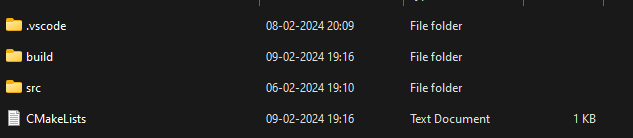 .vscode 08-02-2024 20:09 File folder
build 09-02-2024 19:16 File folder
src 06-02-2024 19:10 File folder
CMakeLists 09-02-2024 19:16 Text Document 1 KB